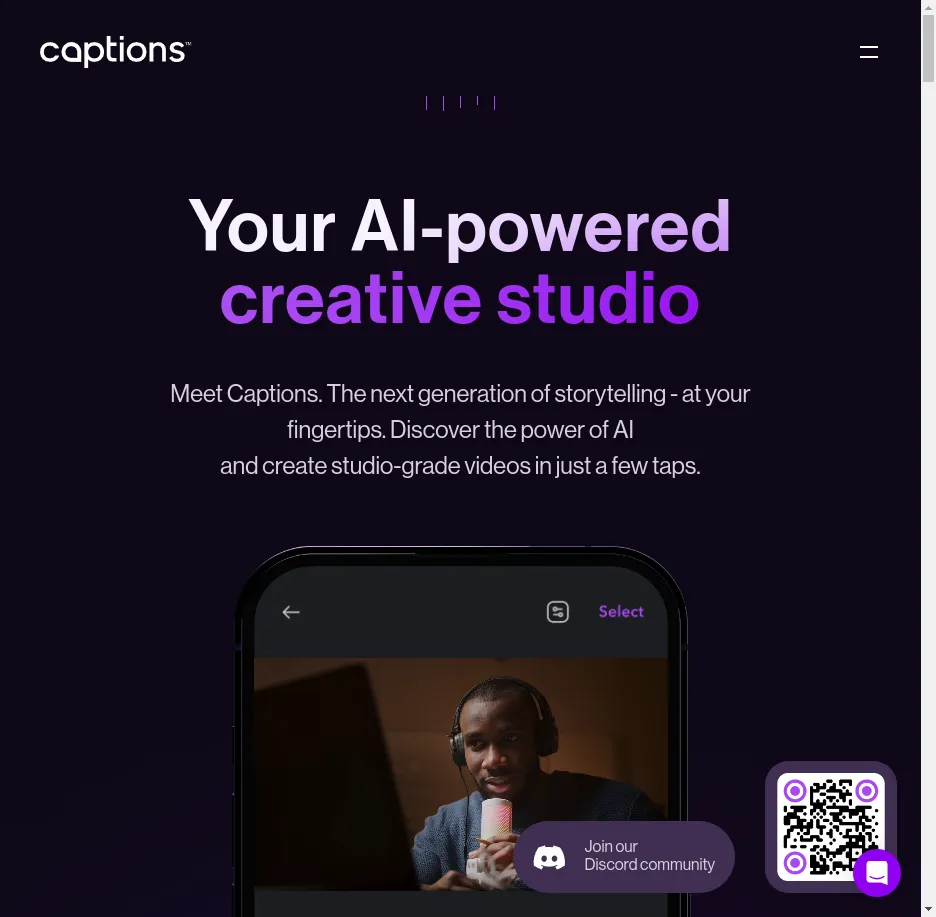 captions™
Your AI-powered
creative studio
Meet Captions. The next generation of storytelling - at your
fingertips. Discover the power of AI
and create studio-grade videos in just a few taps.
Select
Join our
Discord community